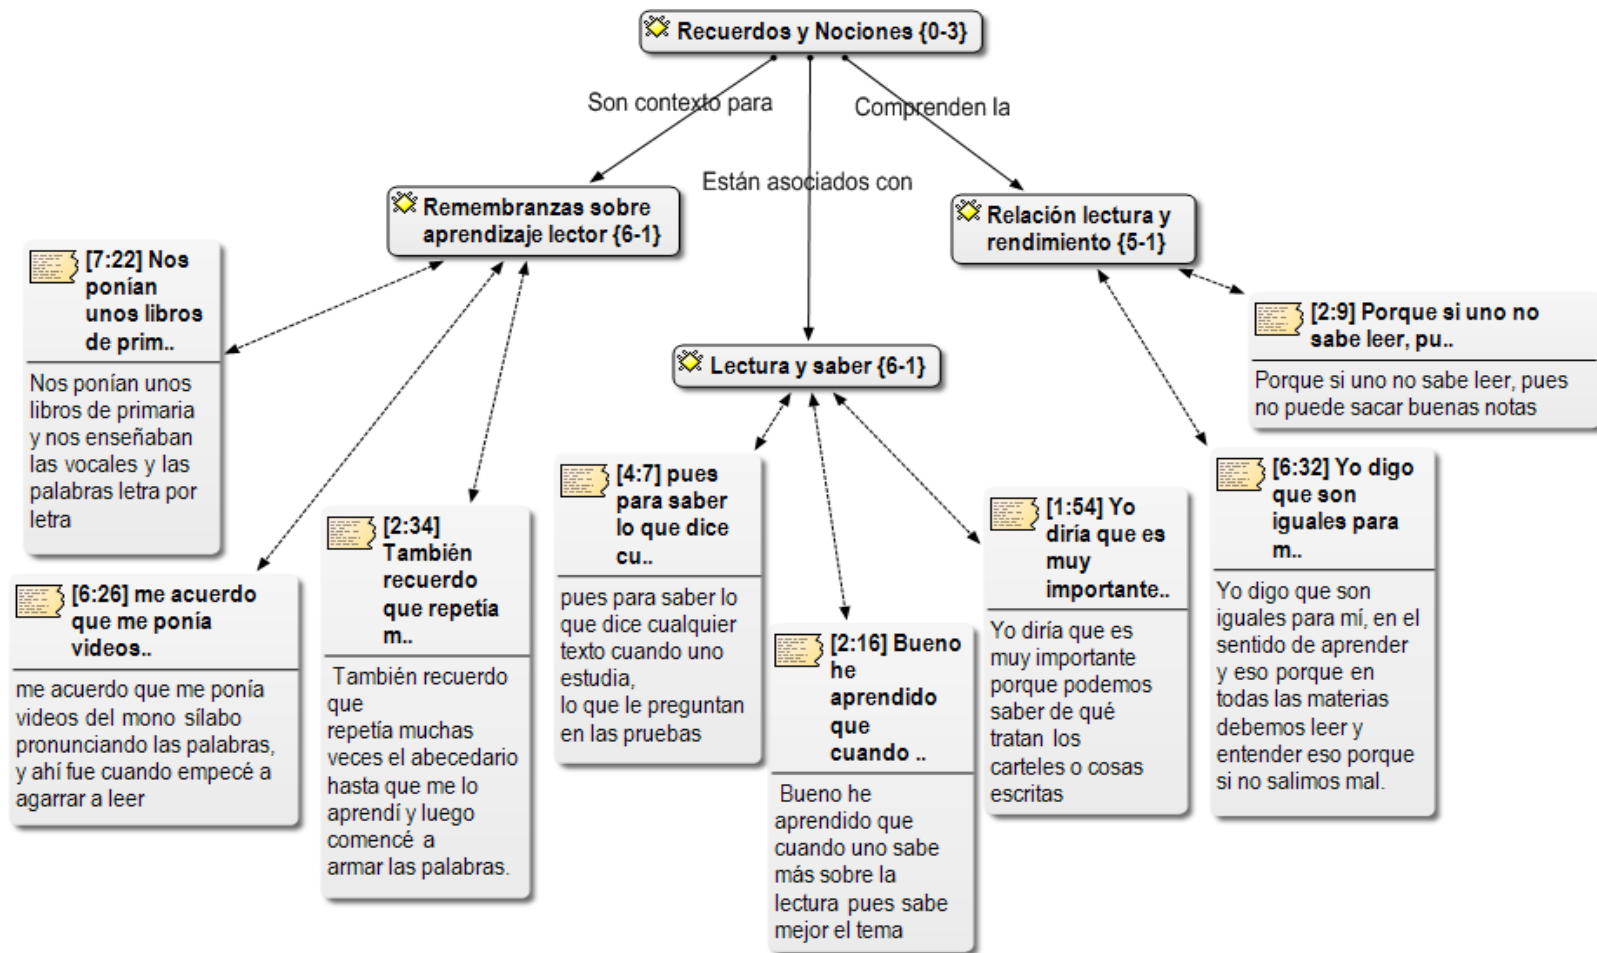 Recuerdos y Nociones {0-3}
Son contexto para
Comprenden la
Están asociados con
Remembranzas sobre
aprendizaje lector {6-1}
Relación lectura y
rendimiento {5-1}
[7:22] Nos
ponían
unos libros
de prim..
Nos ponían unos
libros de primaria
y nos enseñaban
las vocales y las
palabras letra por
letra
[2:9] Porque si uno no
sabe leer, pu..
Porque si uno no sabe leer, pues
no puede sacar buenas notas
Lectura y saber {6-1}
[6:26] me acuerdo
que me ponía
videos..
me acuerdo que me ponía
videos del mono sílabo
pronunciando las palabras,
y ahí fue cuando empecé a
agarrar a leer
[2:34]
También
recuerdo
que repetía
m..
También recuerdo
que
repetía muchas
veces el abecedario
hasta que me lo
aprendí y luego
comencé a
armar las palabras.
[4:7] pues
para saber
lo que dice
cu..
pues para saber lo
que dice cualquier
texto cuando uno
estudia,
lo que le preguntan
en las pruebas
[2:16] Bueno
he
aprendido
que
cuando ..
Bueno he
aprendido que
cuando uno sabe
más sobre la
lectura pues sabe
mejor el tema
[1:54] Yo
diría que es
muy
importante..
Yo diría que es
muy importante
porque podemos
saber de qué
tratan los
carteles o cosas
escritas
[6:32] Yo digo
que son
iguales para
m..
Yo digo que son
iguales para mí, en el
sentido de aprender
y eso porque en
todas las materias
debemos leer y
entender eso porque
si no salimos mal.